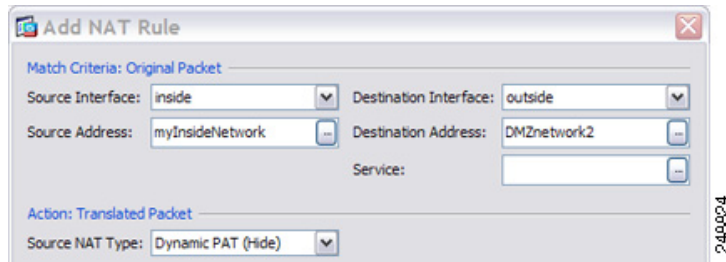 Add NAT Rule
Match Criteria: Original Packet
Source Interface: inside Destination Interface: outside
Source Address: myInsideNetwork ... Destination Address: DMZnetwork2 ...
Service: ...
Action: Translated Packet
Source NAT Type: Dynamic PAT (Hide)
248824